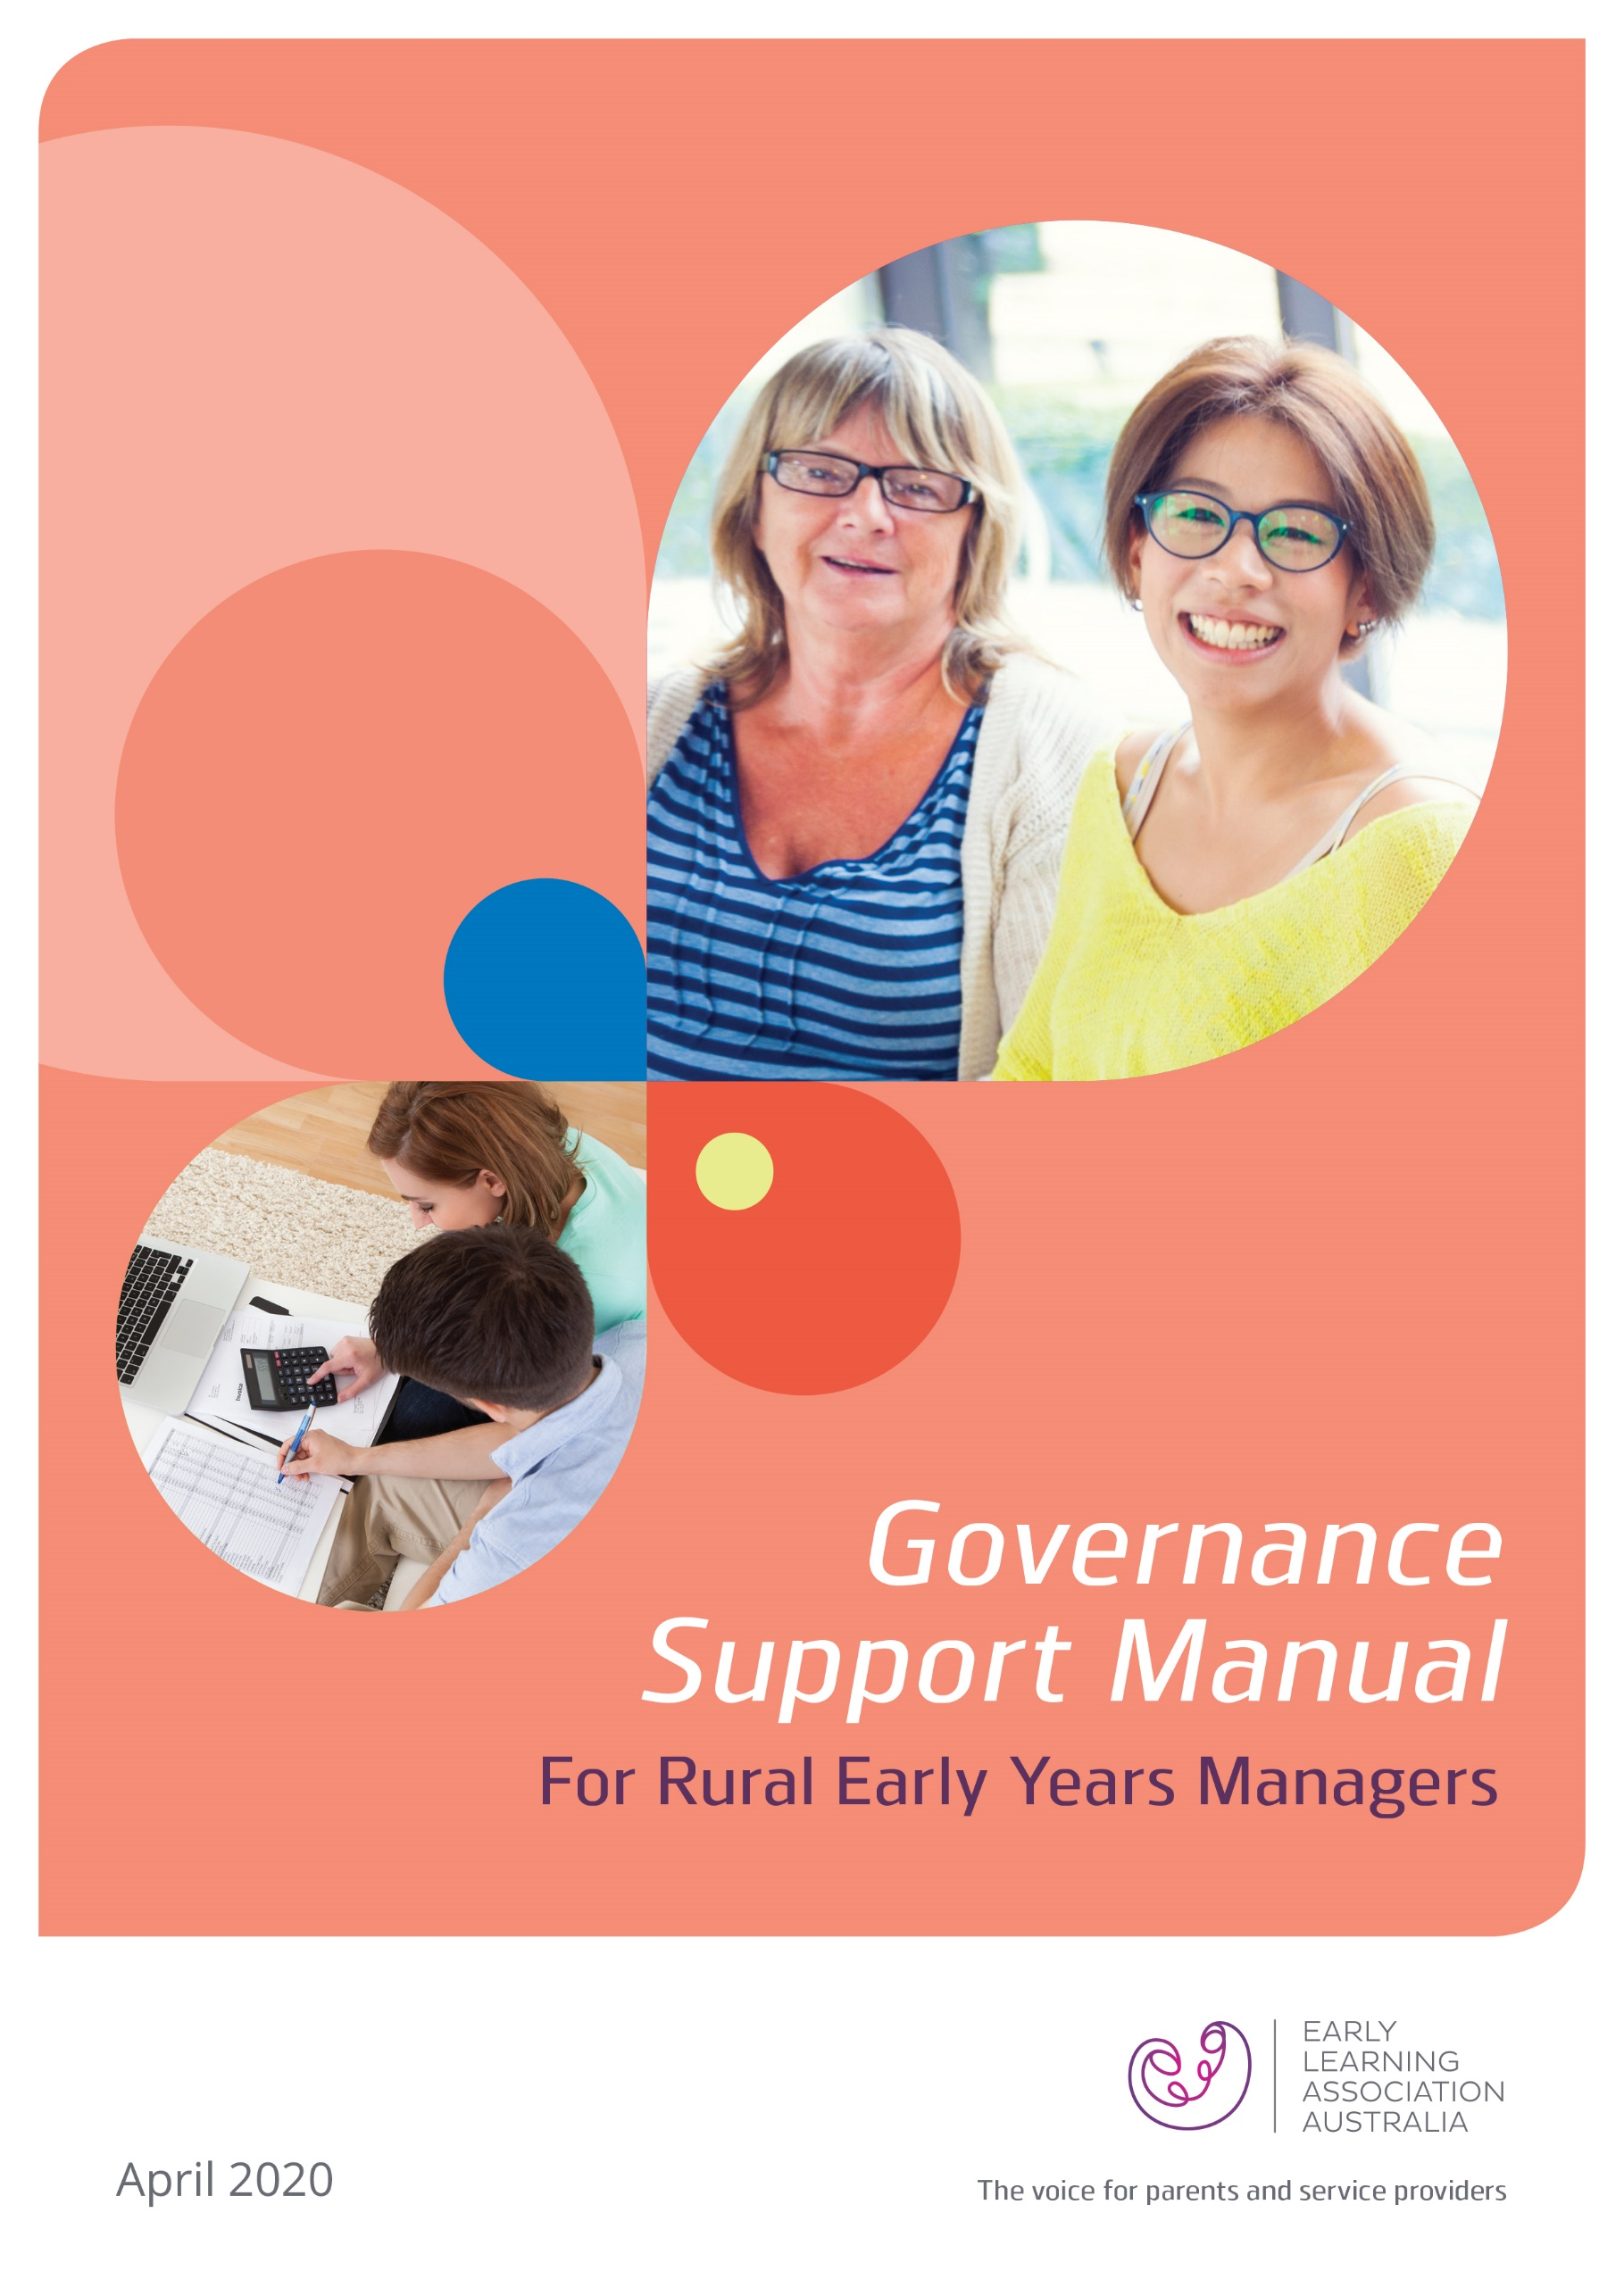 Governance
Support Manual
For Rural Early Years Managers
EARLY
LEARNING
ASSOCIATION
AUSTRALIA
April 2020
The voice for parents and service providers